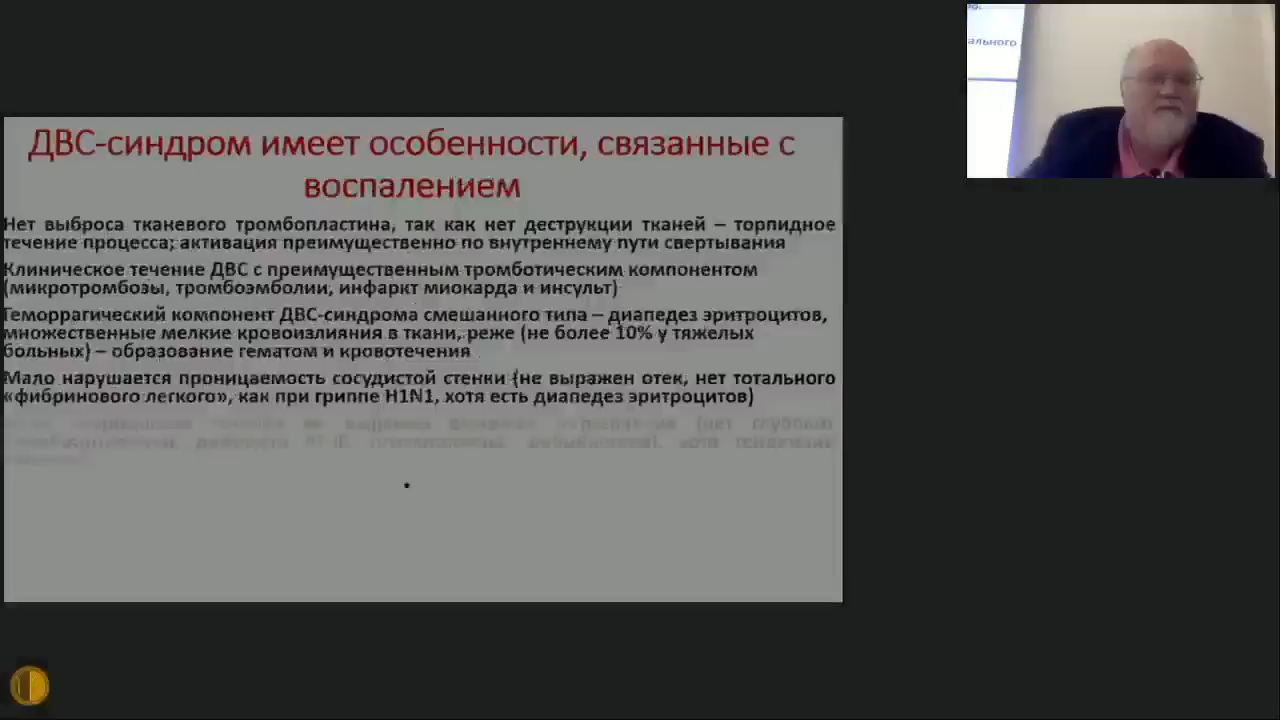 ального
ДВС-синдром имеет особенности, связанные с
воспалением
Нет выброса тканевого тромбопластина, так как нет деструкции тканей – торпидное
течение процесса; активация преимущественно по внутреннему пути свертывания
Клиническое течение ДВС с преимущественным тромботическим компонентом
(микротромбозы, тромбоэмболии, инфаркт миокарда и инсульт)
Геморрагический компонент ДВС-синдрома смешанного типа – диапедез эритроцитов,
множественные мелкие кровоизлияния в ткани, реже (не более 10% у тяжелых
больных) – образование гематом и кровотечения
Мало нарушается проницаемость сосудистой стенки (не выражен отек, нет тотального
«фибринового легкого», как при гриппе H1N1, хотя есть диапедез эритроцитов)